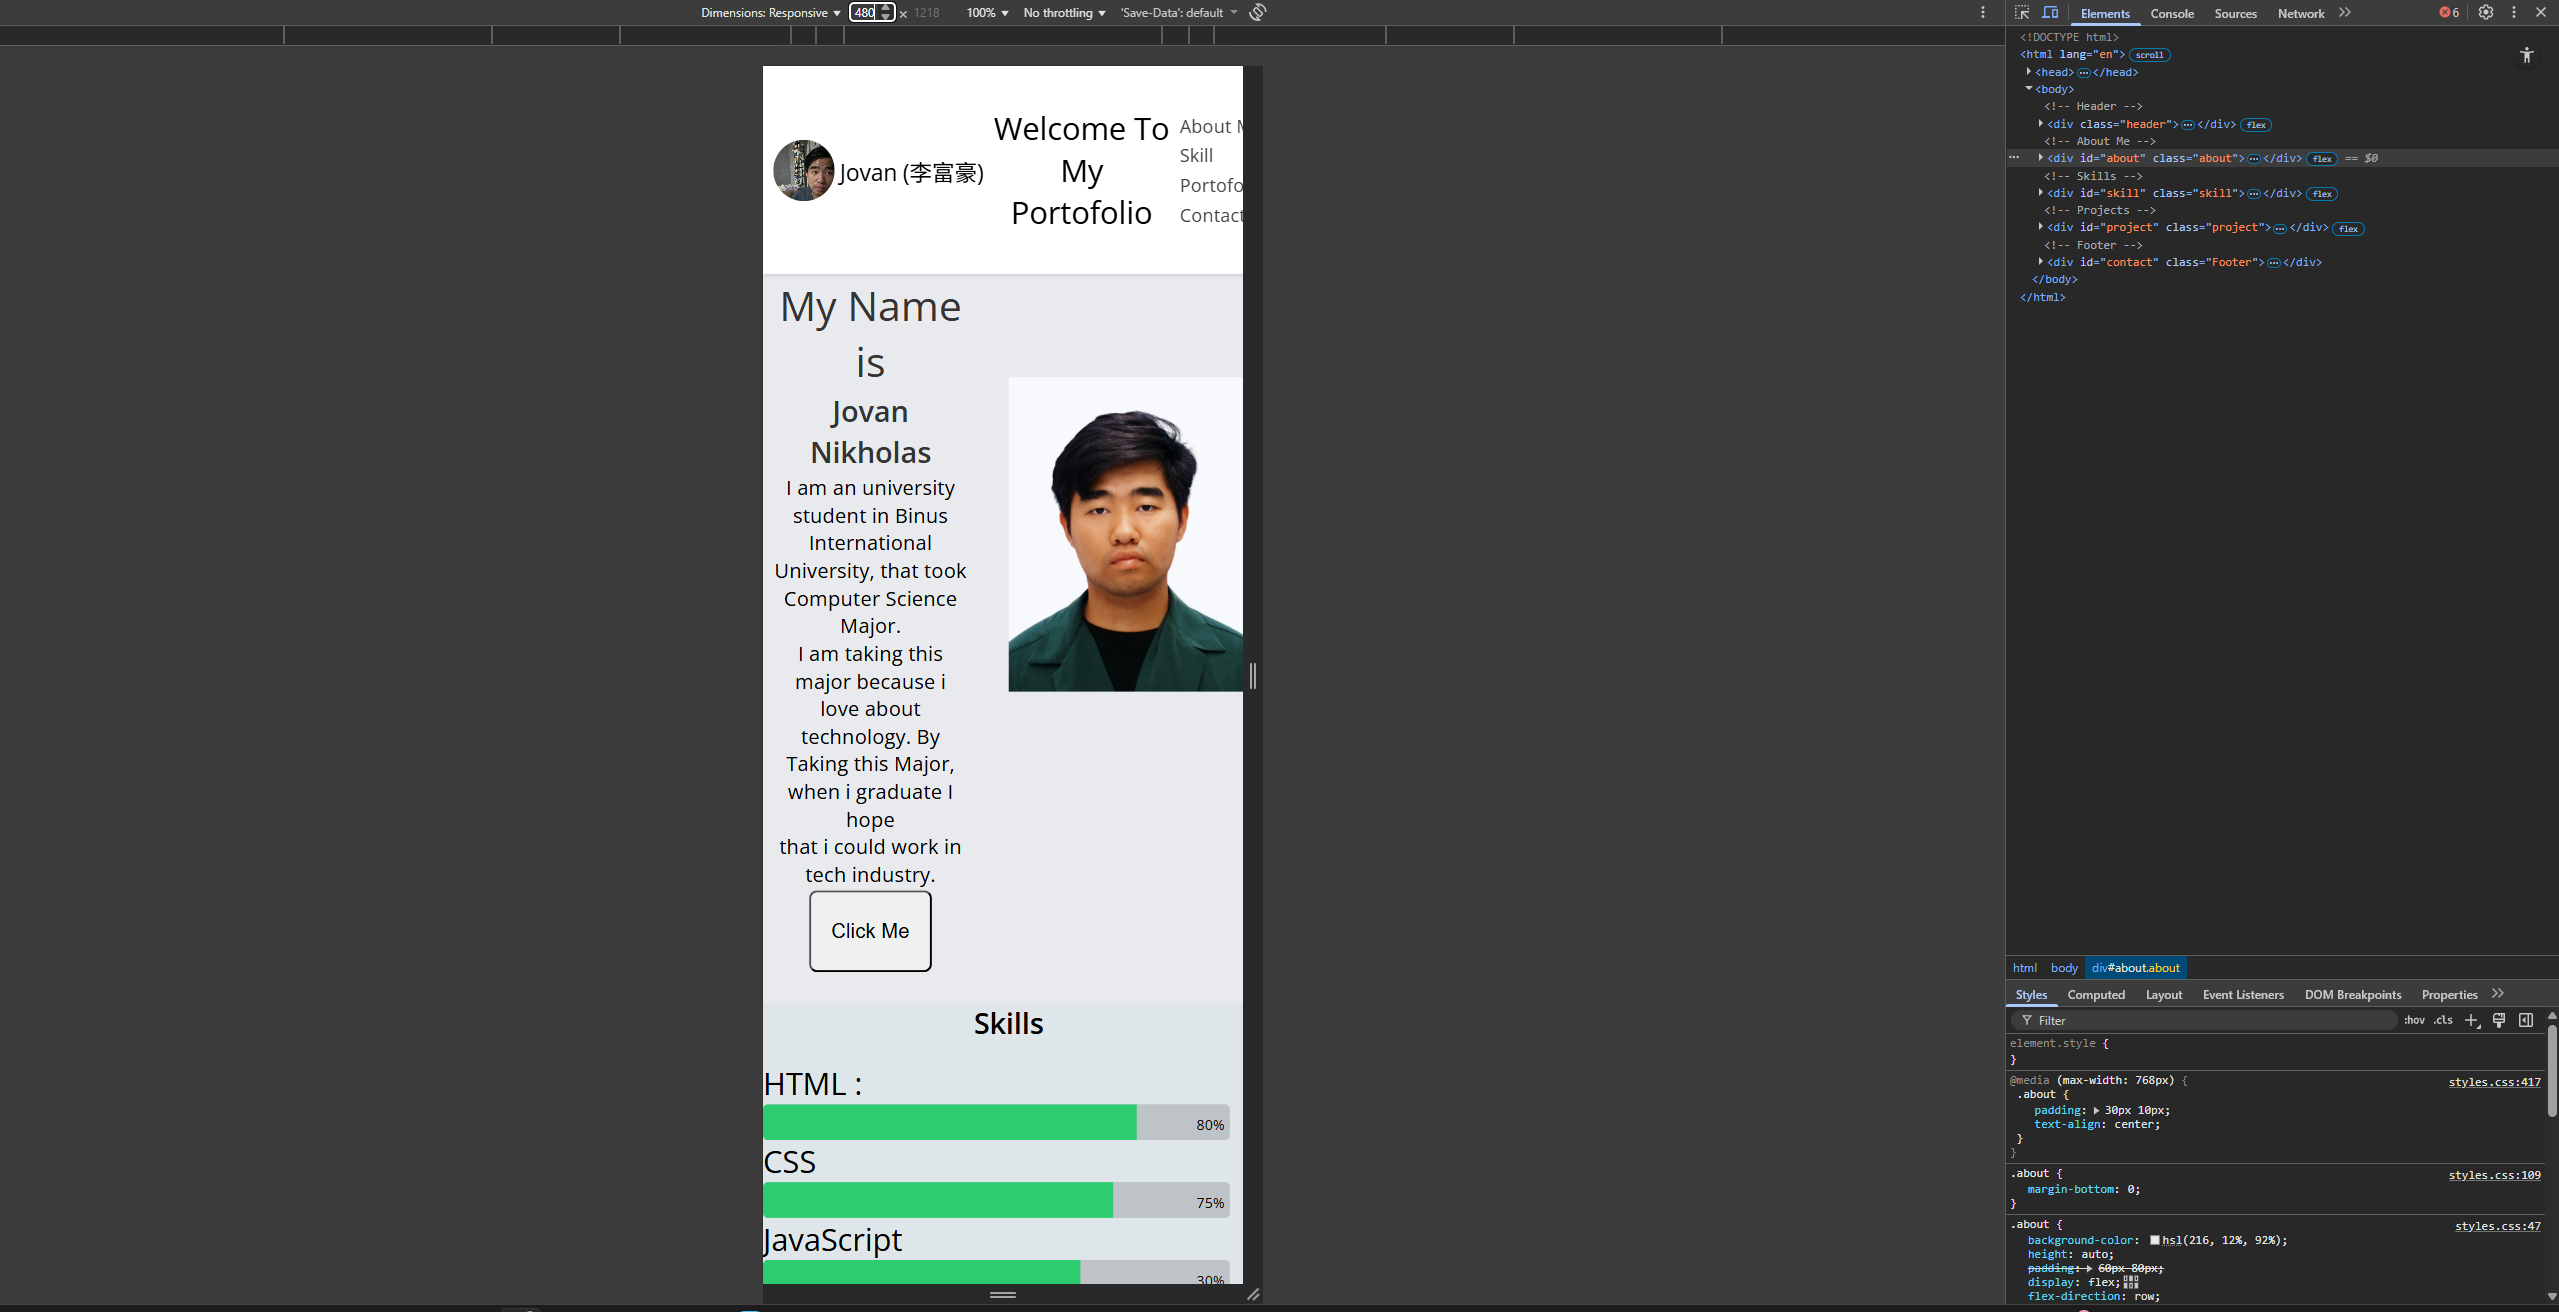 Dimensions: Responsive 480 × 1218 100% No throttling 'Save-Data': default
Elements Console Sources Network 6
Jovan (李富豪)
Welcome To
My
Portofolio
About M
Skill
Portofo
Contact
My Name
is
Jovan
Nikholas
I am an university
student in Binus
International
University, that took
Computer Science
Major.
I am taking this
major because i
love about
technology. By
Taking this Major,
when i graduate I
hope
that i could work in
tech industry.
Click Me
Skills
HTML :
80%
CSS
75%
JavaScript
30%
<!DOCTYPE html>
<html lang="en"> scroll
<head> ⋯ </head>
<body>
<!-- Header -->
<div class="header"> ⋯ </div> flex
<!-- About Me -->
<div id="about" class="about"> ⋯ </div> flex == $0
<!-- Skills -->
<div id="skill" class="skill"> ⋯ </div> flex
<!-- Projects -->
<div id="project" class="project"> ⋯ </div> flex
<!-- Footer -->
<div id="contact" class="Footer"> ⋯ </div>
</body>
</html>
html body div#about.about
Styles Computed Layout Event Listeners DOM Breakpoints Properties
Filter :hov .cls
element.style {
}
@media (max-width: 768px) { styles.css:417
.about {
padding: 30px 10px;
text-align: center;
}
}
.about { styles.css:109
margin-bottom: 0;
}
.about { styles.css:47
background-color: hsl(216, 12%, 92%);
height: auto;
padding: 60px 80px;
display: flex;
flex-direction: row;